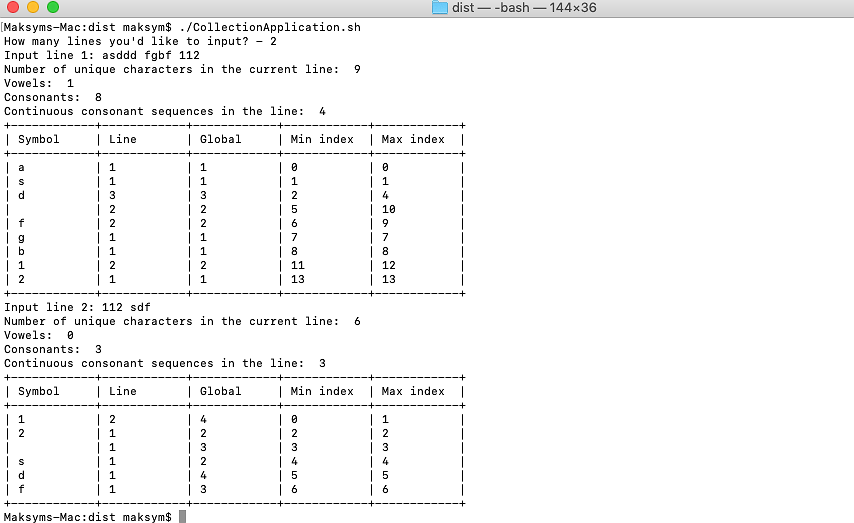 dist — -bash — 144×36
[Maksyms-Mac:dist maksym$ ./CollectionApplication.sh
How many lines you'd like to input? – 2
Input line 1: asddd fgbf 112
Number of unique characters in the current line:  9
Vowels:  1
Consonants:  8
Continuous consonant sequences in the line:  4
+------------+------------+------------+------------+------------+
| Symbol     | Line       | Global     | Min index  | Max index  |
+------------+------------+------------+------------+------------+
| a          | 1          | 1          | 0          | 0          |
| s          | 1          | 1          | 1          | 1          |
| d          | 3          | 3          | 2          | 4          |
|            | 2          | 2          | 5          | 10         |
| f          | 2          | 2          | 6          | 9          |
| g          | 1          | 1          | 7          | 7          |
| b          | 1          | 1          | 8          | 8          |
| 1          | 2          | 2          | 11         | 12         |
| 2          | 1          | 1          | 13         | 13         |
+------------+------------+------------+------------+------------+
Input line 2: 112 sdf
Number of unique characters in the current line:  6
Vowels:  0
Consonants:  3
Continuous consonant sequences in the line:  3
+------------+------------+------------+------------+------------+
| Symbol     | Line       | Global     | Min index  | Max index  |
+------------+------------+------------+------------+------------+
| 1          | 2          | 4          | 0          | 1          |
| 2          | 1          | 2          | 2          | 2          |
|            | 1          | 3          | 3          | 3          |
| s          | 1          | 2          | 4          | 4          |
| d          | 1          | 4          | 5          | 5          |
| f          | 1          | 3          | 6          | 6          |
+------------+------------+------------+------------+------------+
Maksyms-Mac:dist maksym$